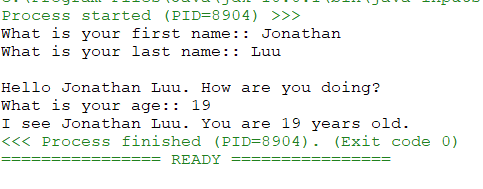 Process started (PID=8904) >>>
What is your first name:: Jonathan
What is your last name:: Luu
Hello Jonathan Luu. How are you doing?
What is your age:: 19
I see Jonathan Luu. You are 19 years old.
<<< Process finished (PID=8904). (Exit code 0)
================ READY ================